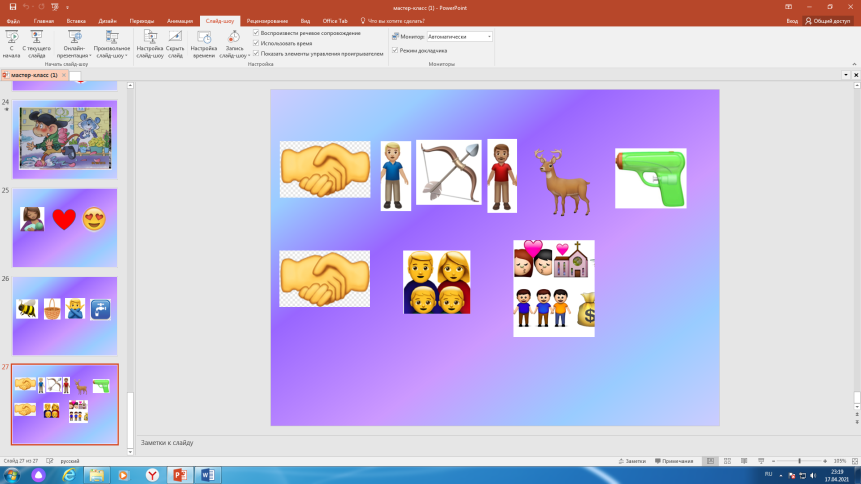 мастер-класс (1) - PowerPoint
Файл Главная Вставка Дизайн Переходы Анимация Слайд-шоу Рецензирование Вид Office Tab Что вы хотите сделать? Вход Общий доступ
С начала
С текущего слайда
Онлайн-презентация
Произвольное слайд-шоу
Настройка слайд-шоу
Скрыть слайд
Настройка времени
Запись слайд-шоу
Воспроизвести речевое сопровождение
Использовать время
Показать элементы управления проигрывателем
Монитор: Автоматически
Режим докладчика
Начать слайд-шоу
Настройка
Мониторы
мастер-класс (1)
24
25
26
27
Заметки к слайду
Слайд 27 из 27 русский Заметки Примечания 105%
RU 23:19
17.04.2021